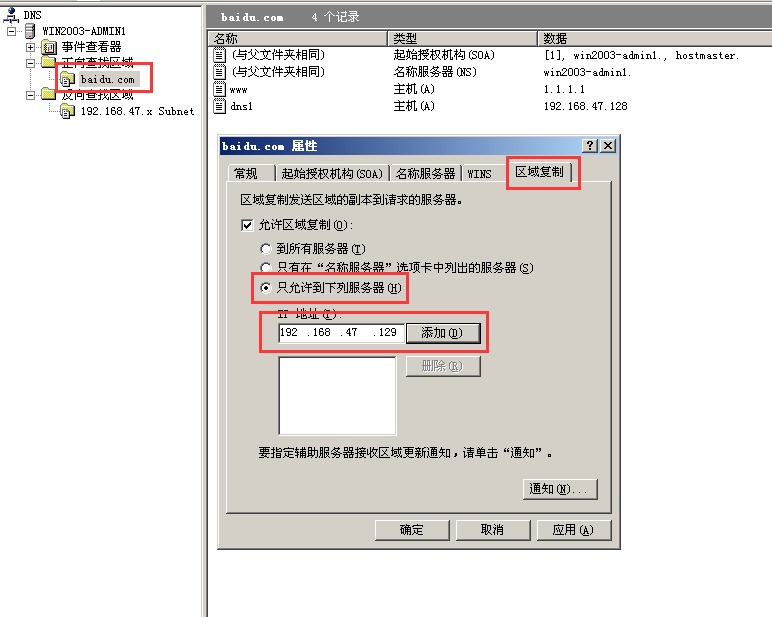 DNS
WIN2003-ADMIN1
事件查看器
正向查找区域
baidu.com
反向查找区域
192.168.47.x Subnet
baidu.com 4 个记录
名称 类型 数据
(与父文件夹相同) 起始授权机构(SOA) [1], win2003-admin1., hostmaster.
(与父文件夹相同) 名称服务器(NS) win2003-admin1.
www 主机(A) 1.1.1.1
dns1 主机(A) 192.168.47.128
baidu.com 属性
常规 起始授权机构(SOA) 名称服务器 WINS 区域复制
区域复制发送区域的副本到请求的服务器。
允许区域复制(O):
到所有服务器(T)
只有在“名称服务器”选项卡中列出的服务器(S)
只允许到下列服务器(H)
IP 地址(P):
192 .168 .47 .129 添加(D)
删除(R)
要指定辅助服务器接收区域更新通知,请单击“通知”。
通知(N)...
确定 取消 应用(A)